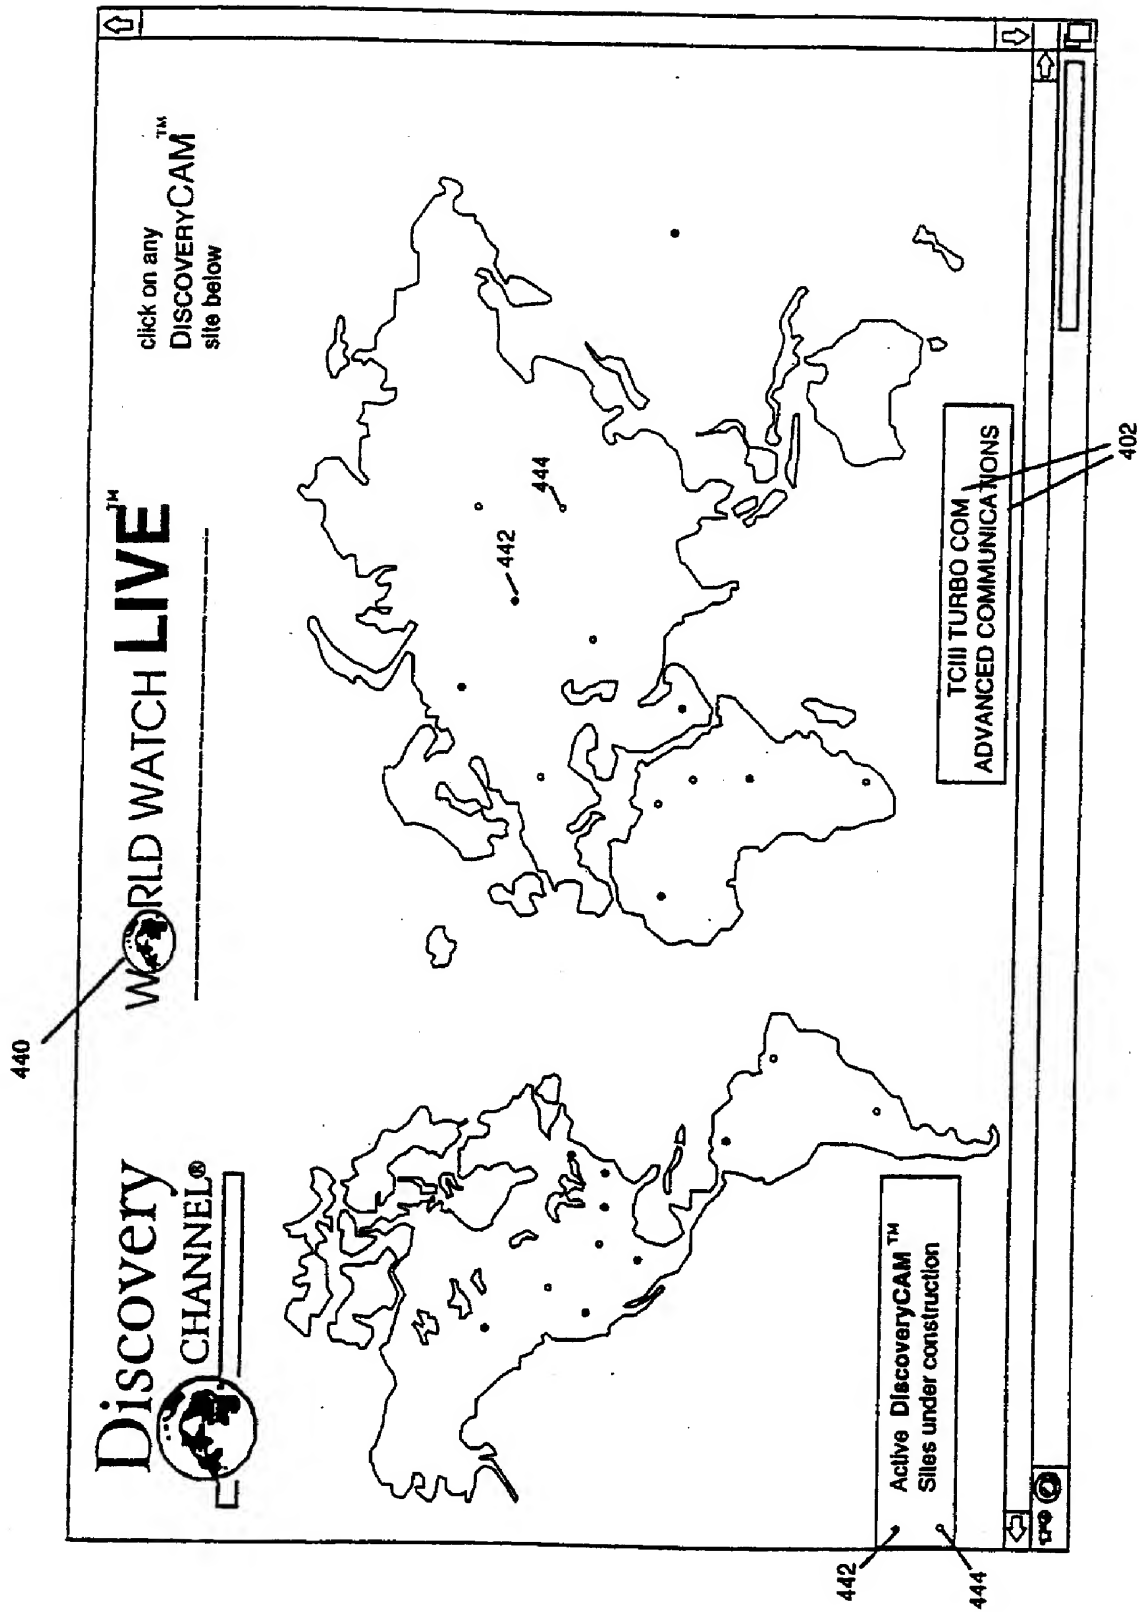 440
Discovery
CHANNEL®
WORLD WATCH LIVE™
click on any
DISCOVERYCAM™
site below
442
444
442 Active DiscoveryCAM™
444 Sites under construction
TCIII TURBO COM
ADVANCED COMMUNICATIONS
402